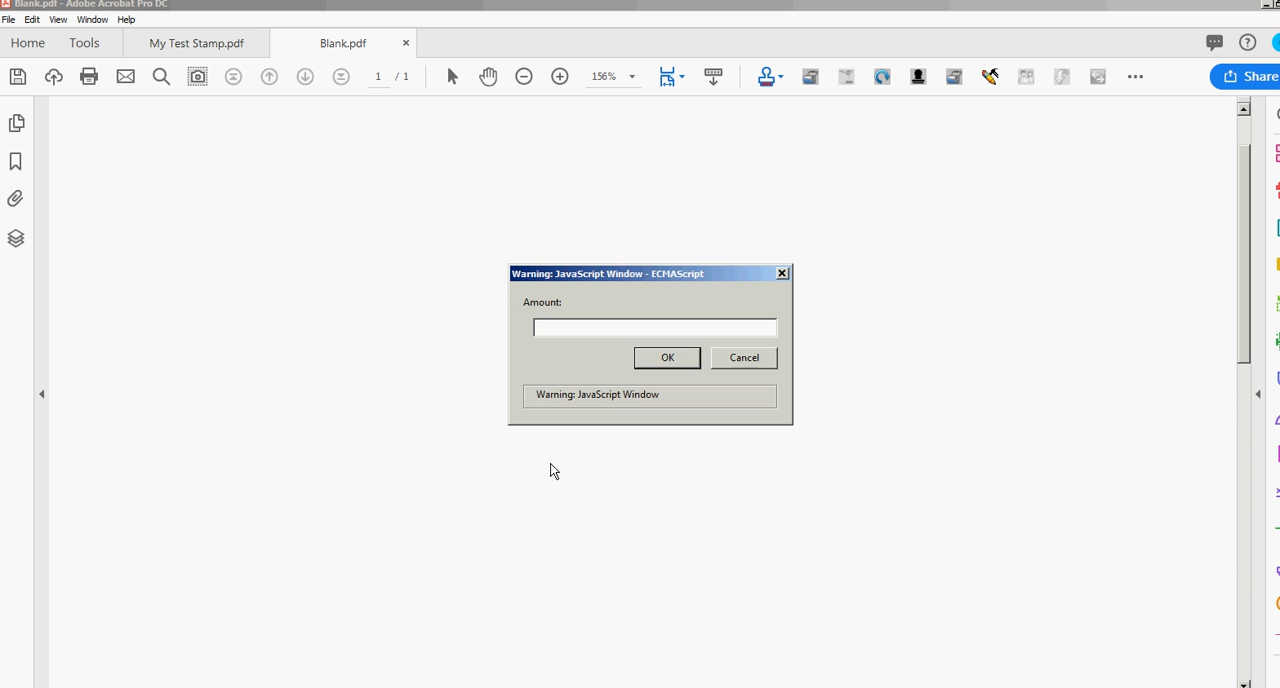 Blank.pdf - Adobe Acrobat Pro DC
File Edit View Window Help
Home Tools My Test Stamp.pdf Blank.pdf ×
1 / 1 156% Share
Warning: JavaScript Window - ECMAScript
Amount:
OK Cancel
Warning: JavaScript Window